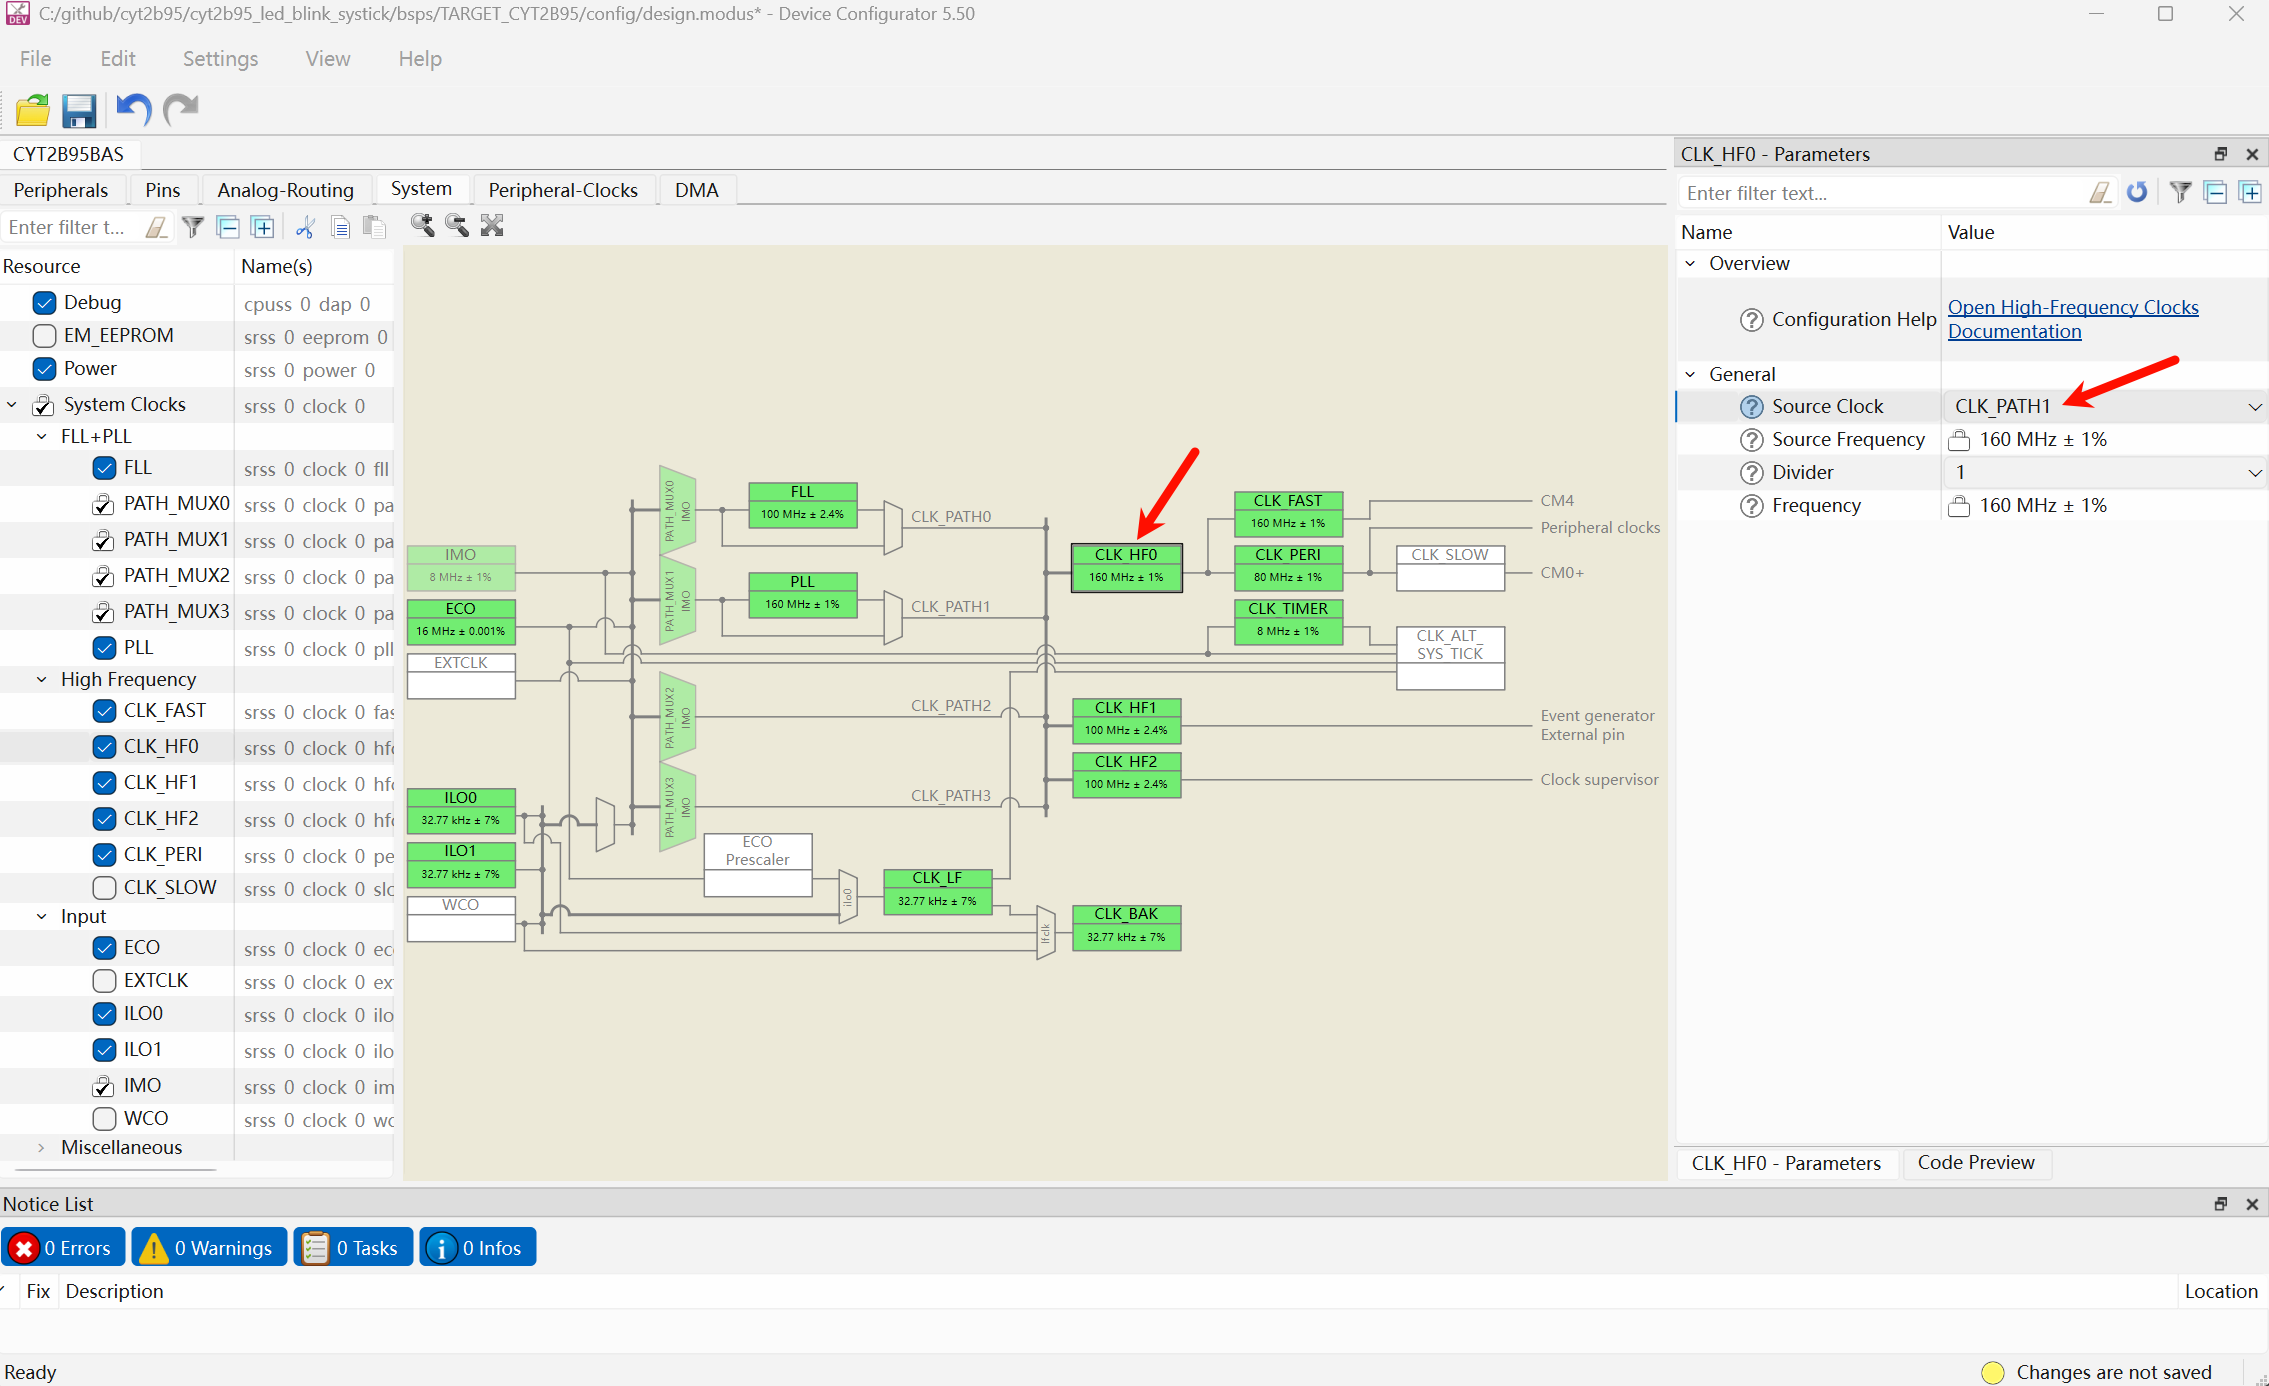 C:/github/cyt2b95/cyt2b95_led_blink_systick/bsps/TARGET_CYT2B95/config/design.modus* - Device Configurator 5.50
File Edit Settings View Help
CYT2B95BAS
Peripherals Pins Analog-Routing System Peripheral-Clocks DMA
Enter filter t...
Resource Name(s)
Debug cpuss 0 dap 0
EM_EEPROM srss 0 eeprom 0
Power srss 0 power 0
System Clocks srss 0 clock 0
FLL+PLL
FLL srss 0 clock 0 fll
PATH_MUX0 srss 0 clock 0 pa
PATH_MUX1 srss 0 clock 0 pa
PATH_MUX2 srss 0 clock 0 pa
PATH_MUX3 srss 0 clock 0 pa
PLL srss 0 clock 0 pll
High Frequency
CLK_FAST srss 0 clock 0 fas
CLK_HF0 srss 0 clock 0 hfc
CLK_HF1 srss 0 clock 0 hfc
CLK_HF2 srss 0 clock 0 hfc
CLK_PERI srss 0 clock 0 pe
CLK_SLOW srss 0 clock 0 slo
Input
ECO srss 0 clock 0 ec
EXTCLK srss 0 clock 0 ex
ILO0 srss 0 clock 0 ilo
ILO1 srss 0 clock 0 ilo
IMO srss 0 clock 0 im
WCO srss 0 clock 0 wc
Miscellaneous
IMO
8 MHz ± 1%
ECO
16 MHz ± 0.001%
EXTCLK
ILO0
32.77 kHz ± 7%
ILO1
32.77 kHz ± 7%
WCO
PATH_MUX0
IMO
PATH_MUX1
IMO
PATH_MUX2
IMO
PATH_MUX3
IMO
FLL
100 MHz ± 2.4%
PLL
160 MHz ± 1%
CLK_PATH0
CLK_PATH1
CLK_PATH2
CLK_PATH3
ECO
Prescaler
ilo0
CLK_LF
32.77 kHz ± 7%
lfclk
CLK_BAK
32.77 kHz ± 7%
CLK_HF0
160 MHz ± 1%
CLK_HF1
100 MHz ± 2.4%
CLK_HF2
100 MHz ± 2.4%
CLK_FAST
160 MHz ± 1%
CLK_PERI
80 MHz ± 1%
CLK_TIMER
8 MHz ± 1%
CLK_SLOW
CLK_ALT_
SYS_TICK
CM4
Peripheral clocks
CM0+
Event generator
External pin
Clock supervisor
CLK_HF0 - Parameters
Enter filter text...
Name Value
Overview
Configuration Help Open High-Frequency Clocks
Documentation
General
Source Clock CLK_PATH1
Source Frequency 160 MHz ± 1%
Divider 1
Frequency 160 MHz ± 1%
CLK_HF0 - Parameters Code Preview
Notice List
0 Errors 0 Warnings 0 Tasks 0 Infos
Fix Description Location
Ready Changes are not saved